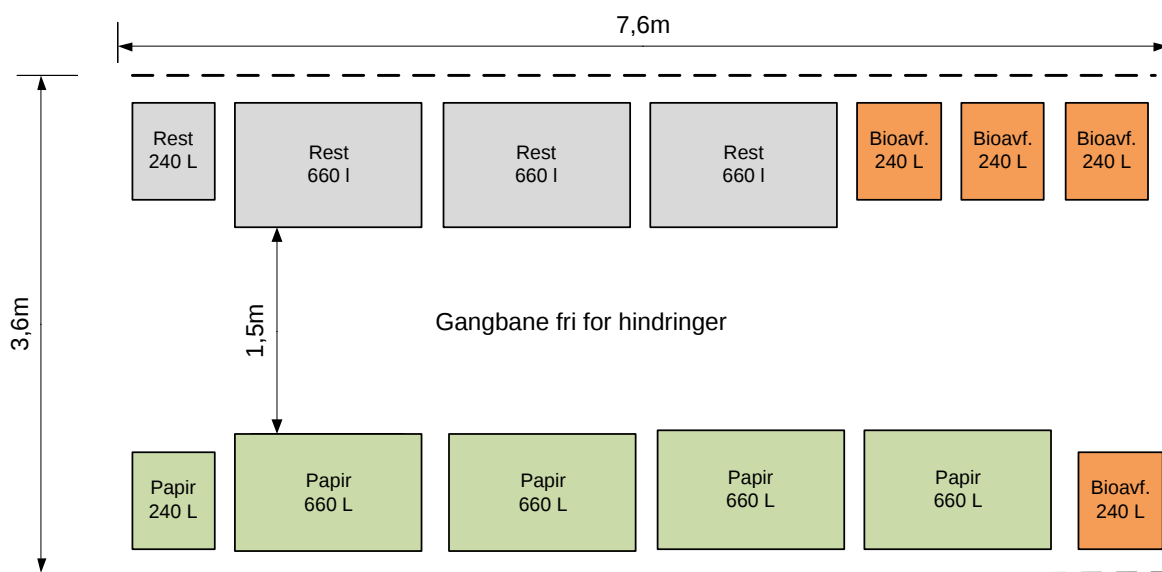 7,6m
Rest
240 L
Rest
660 l
Rest
660 l
Rest
660 l
Bioavf.
240 L
Bioavf.
240 L
Bioavf.
240 L
3,6m
1,5m
Gangbane fri for hindringer
Papir
240 L
Papir
660 L
Papir
660 L
Papir
660 L
Papir
660 L
Bioavf.
240 L